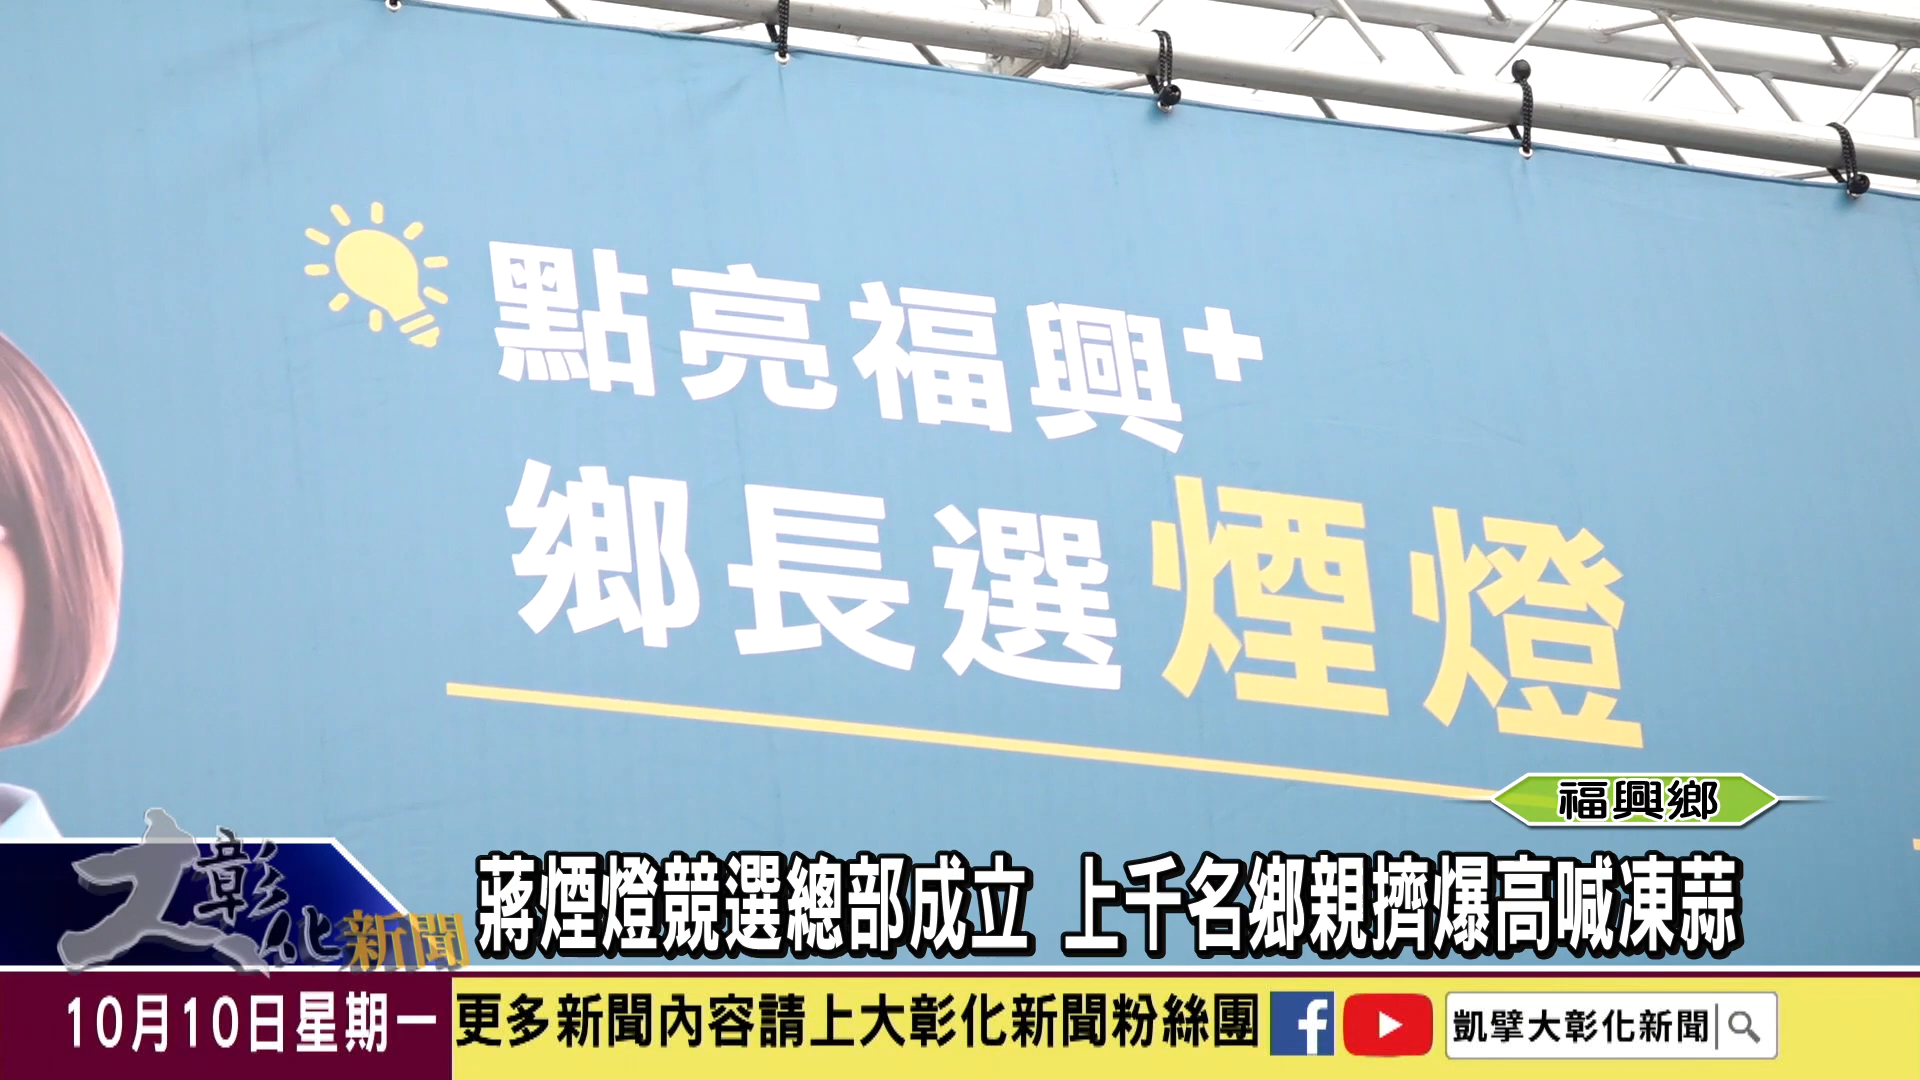 點亮福興+
鄉長選煙燈
福興鄉
大彰化新聞
蔣煙燈競選總部成立 上千名鄉親擠爆高喊凍蒜
10月10日星期一
更多新聞內容請上大彰化新聞粉絲團
凱擘大彰化新聞